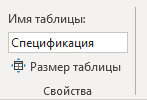 Имя таблицы:
Спецификация
Размер таблицы
Свойства